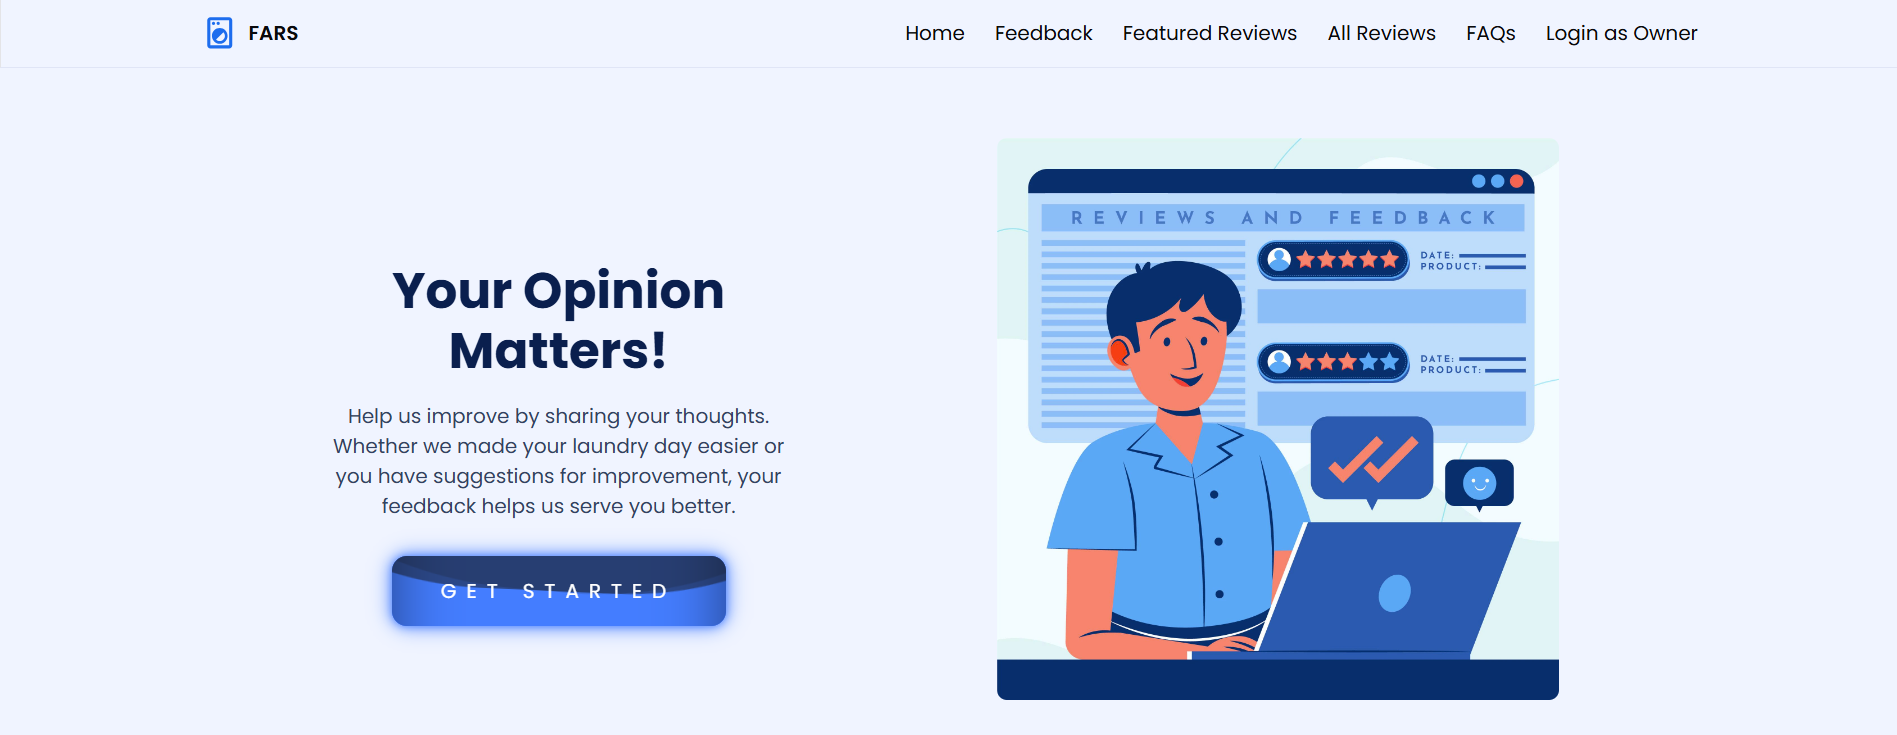 FARS
Home Feedback Featured Reviews All Reviews FAQs Login as Owner
Your Opinion
Matters!
Help us improve by sharing your thoughts.
Whether we made your laundry day easier or
you have suggestions for improvement, your
feedback helps us serve you better.
GET STARTED
REVIEWS AND FEEDBACK
DATE:
PRODUCT:
DATE:
PRODUCT: